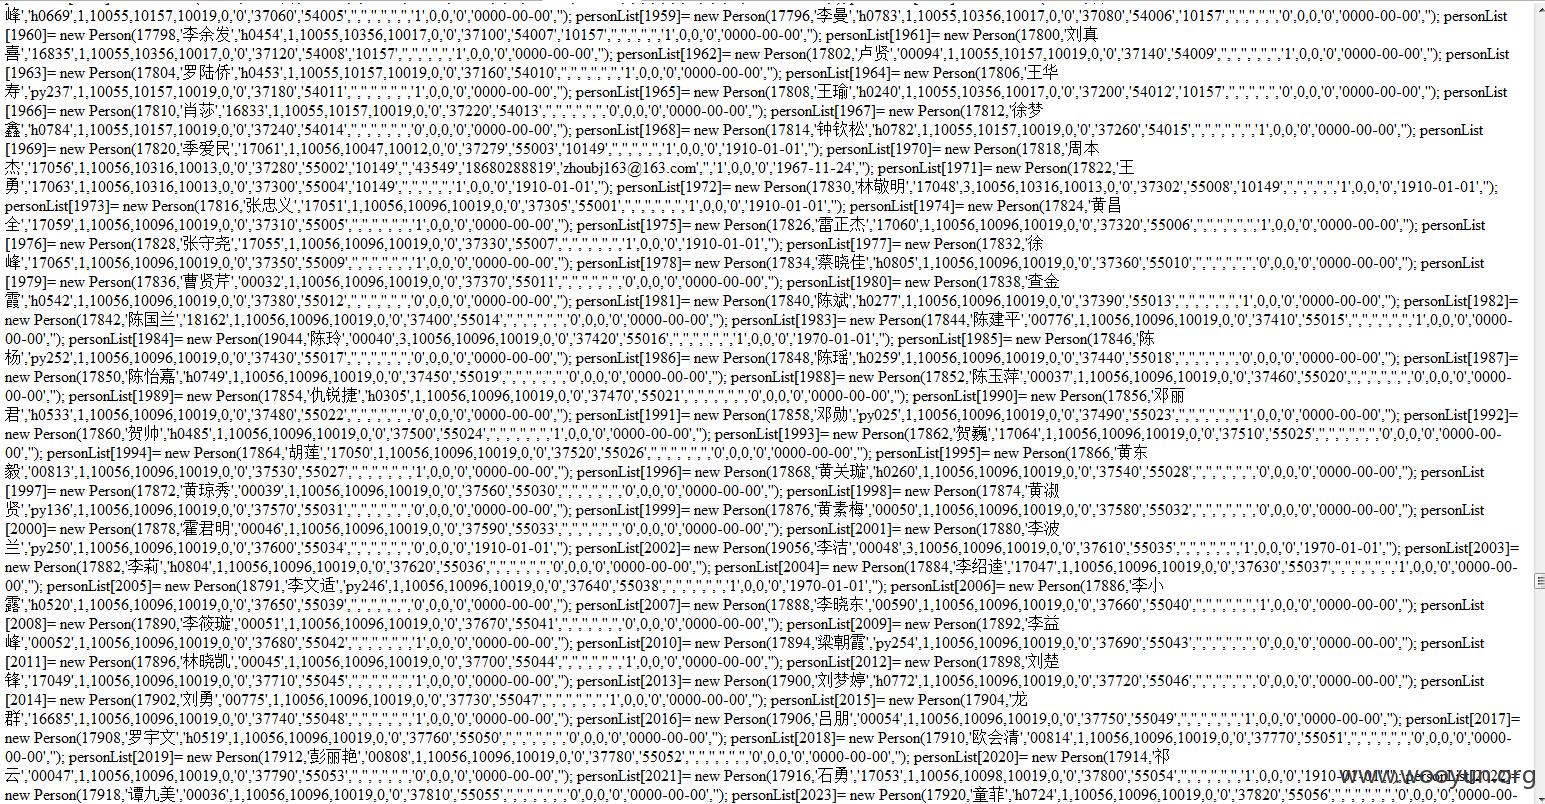 峰','h0669',1,10055,10157,10019,0,'0','37060','54005','','','','','','','0',0,0,'0','0000-00-00',''); personList[1959]= new Person(17796,'李曼','h0783',1,10055,10356,10017,0,'0','37080','54006','10157','','','','','','0',0,0,'0','0000-00-00',''); personList
[1960]= new Person(17798,'李余发','h0454',1,10055,10356,10017,0,'0','37100','54007','10157','','','','','','1',0,0,'0','0000-00-00',''); personList[1961]= new Person(17800,'刘真
喜','16835',1,10055,10356,10017,0,'0','37120','54008','10157','','','','','','1',0,0,'0','0000-00-00',''); personList[1962]= new Person(17802,'卢贤','00094',1,10055,10157,10019,0,'0','37140','54009','','','','','','','1',0,0,'0','0000-00-00',''); personList
[1963]= new Person(17804,'罗陆侨','h0453',1,10055,10157,10019,0,'0','37160','54010','','','','','','','1',0,0,'0','0000-00-00',''); personList[1964]= new Person(17806,'王华
寿','py237',1,10055,10157,10019,0,'0','37180','54011','','','','','','','1',0,0,'0','0000-00-00',''); personList[1965]= new Person(17808,'王瑜','h0240',1,10055,10356,10017,0,'0','37200','54012','10157','','','','','','0',0,0,'0','0000-00-00',''); personList
[1966]= new Person(17810,'肖莎','16833',1,10055,10157,10019,0,'0','37220','54013','','','','','','','0',0,0,'0','0000-00-00',''); personList[1967]= new Person(17812,'徐梦
鑫','h0784',1,10055,10157,10019,0,'0','37240','54014','','','','','','','0',0,0,'0','0000-00-00',''); personList[1968]= new Person(17814,'钟钦松','h0782',1,10055,10157,10019,0,'0','37260','54015','','','','','','','1',0,0,'0','0000-00-00',''); personList
[1969]= new Person(17820,'季爱民','17061',1,10056,10047,10012,0,'0','37279','55003','10149','','','','','','1',0,0,'0','1910-01-01',''); personList[1970]= new Person(17818,'周本
杰','17056',1,10056,10316,10013,0,'0','37280','55002','10149','','','43549','18680288819','zhoubj163@163.com','','1',0,0,'0','1967-11-24',''); personList[1971]= new Person(17822,'王
勇','17063',1,10056,10316,10013,0,'0','37300','55004','10149','','','','','','1',0,0,'0','1910-01-01',''); personList[1972]= new Person(17830,'林敬明','17048',3,10056,10316,10013,0,'0','37302','55008','10149','','','','','','1',0,0,'0','1910-01-01','');
personList[1973]= new Person(17816,'张忠义','17051',1,10056,10096,10019,0,'0','37305','55001','','','','','','','1',0,0,'0','1910-01-01',''); personList[1974]= new Person(17824,'黄昌
全','17059',1,10056,10096,10019,0,'0','37310','55005','','','','','','','1',0,0,'0','0000-00-00',''); personList[1975]= new Person(17826,'雷正杰','17060',1,10056,10096,10019,0,'0','37320','55006','','','','','','','1',0,0,'0','0000-00-00',''); personList
[1976]= new Person(17828,'张守尧','17055',1,10056,10096,10019,0,'0','37330','55007','','','','','','','1',0,0,'0','1910-01-01',''); personList[1977]= new Person(17832,'徐
峰','17065',1,10056,10096,10019,0,'0','37350','55009','','','','','','','1',0,0,'0','0000-00-00',''); personList[1978]= new Person(17834,'蔡晓佳','h0805',1,10056,10096,10019,0,'0','37360','55010','','','','','','','0',0,0,'0','0000-00-00',''); personList
[1979]= new Person(17836,'曹贤芹','00032',1,10056,10096,10019,0,'0','37370','55011','','','','','','','0',0,0,'0','0000-00-00',''); personList[1980]= new Person(17838,'查金
霞','h0542',1,10056,10096,10019,0,'0','37380','55012','','','','','','','0',0,0,'0','0000-00-00',''); personList[1981]= new Person(17840,'陈斌','h0277',1,10056,10096,10019,0,'0','37390','55013','','','','','','','1',0,0,'0','0000-00-00',''); personList[1982]=
new Person(17842,'陈国兰','18162',1,10056,10096,10019,0,'0','37400','55014','','','','','','','0',0,0,'0','0000-00-00',''); personList[1983]= new Person(17844,'陈建平','00776',1,10056,10096,10019,0,'0','37410','55015','','','','','','','1',0,0,'0','0000-
00-00',''); personList[1984]= new Person(19044,'陈玲','00040',3,10056,10096,10019,0,'0','37420','55016','','','','','','','1',0,0,'0','1970-01-01',''); personList[1985]= new Person(17846,'陈
杨','py252',1,10056,10096,10019,0,'0','37430','55017','','','','','','','0',0,0,'0','0000-00-00',''); personList[1986]= new Person(17848,'陈瑶','h0259',1,10056,10096,10019,0,'0','37440','55018','','','','','','','0',0,0,'0','0000-00-00',''); personList[1987]=
new Person(17850,'陈怡嘉','h0749',1,10056,10096,10019,0,'0','37450','55019','','','','','','','0',0,0,'0','0000-00-00',''); personList[1988]= new Person(17852,'陈玉萍','00037',1,10056,10096,10019,0,'0','37460','55020','','','','','','','0',0,0,'0','0000-
00-00',''); personList[1989]= new Person(17854,'仇锐捷','h0305',1,10056,10096,10019,0,'0','37470','55021','','','','','','','0',0,0,'0','0000-00-00',''); personList[1990]= new Person(17856,'邓丽
君','h0533',1,10056,10096,10019,0,'0','37480','55022','','','','','','','0',0,0,'0','0000-00-00',''); personList[1991]= new Person(17858,'邓勋','py025',1,10056,10096,10019,0,'0','37490','55023','','','','','','','1',0,0,'0','0000-00-00',''); personList[1992]
= new Person(17860,'贺帅','h0485',1,10056,10096,10019,0,'0','37500','55024','','','','','','','1',0,0,'0','0000-00-00',''); personList[1993]= new Person(17862,'贺巍','17064',1,10056,10096,10019,0,'0','37510','55025','','','','','','','0',0,0,'0','0000-00-
00',''); personList[1994]= new Person(17864,'胡莲','17050',1,10056,10096,10019,0,'0','37520','55026','','','','','','','0',0,0,'0','0000-00-00',''); personList[1995]= new Person(17866,'黄东
毅','00813',1,10056,10096,10019,0,'0','37530','55027','','','','','','','1',0,0,'0','0000-00-00',''); personList[1996]= new Person(17868,'黄关璇','h0260',1,10056,10096,10019,0,'0','37540','55028','','','','','','','0',0,0,'0','0000-00-00',''); personList
[1997]= new Person(17872,'黄琼秀','00039',1,10056,10096,10019,0,'0','37560','55030','','','','','','','0',0,0,'0','0000-00-00',''); personList[1998]= new Person(17874,'黄淑
贤','py136',1,10056,10096,10019,0,'0','37570','55031','','','','','','','0',0,0,'0','0000-00-00',''); personList[1999]= new Person(17876,'黄素梅','00050',1,10056,10096,10019,0,'0','37580','55032','','','','','','','0',0,0,'0','0000-00-00',''); personList
[2000]= new Person(17878,'霍君明','00046',1,10056,10096,10019,0,'0','37590','55033','','','','','','','0',0,0,'0','0000-00-00',''); personList[2001]= new Person(17880,'李波
兰','py250',1,10056,10096,10019,0,'0','37600','55034','','','','','','','0',0,0,'0','1910-01-01',''); personList[2002]= new Person(19056,'李洁','00048',3,10056,10096,10019,0,'0','37610','55035','','','','','','','1',0,0,'0','1970-01-01',''); personList[2003]=
new Person(17882,'李莉','h0804',1,10056,10096,10019,0,'0','37620','55036','','','','','','','0',0,0,'0','0000-00-00',''); personList[2004]= new Person(17884,'李绍逵','17047',1,10056,10096,10019,0,'0','37630','55037','','','','','','','1',0,0,'0','0000-00-
00',''); personList[2005]= new Person(18791,'李文适','py246',1,10056,10096,10019,0,'0','37640','55038','','','','','','','1',0,0,'0','1970-01-01',''); personList[2006]= new Person(17886,'李小
露','h0520',1,10056,10096,10019,0,'0','37650','55039','','','','','','','0',0,0,'0','0000-00-00',''); personList[2007]= new Person(17888,'李晓东','00590',1,10056,10096,10019,0,'0','37660','55040','','','','','','','1',0,0,'0','0000-00-00',''); personList
[2008]= new Person(17890,'李筱璇','00051',1,10056,10096,10019,0,'0','37670','55041','','','','','','','0',0,0,'0','0000-00-00',''); personList[2009]= new Person(17892,'李益
峰','00052',1,10056,10096,10019,0,'0','37680','55042','','','','','','','1',0,0,'0','0000-00-00',''); personList[2010]= new Person(17894,'梁朝霞','py254',1,10056,10096,10019,0,'0','37690','55043','','','','','','','0',0,0,'0','0000-00-00',''); personList
[2011]= new Person(17896,'林晓凯','00045',1,10056,10096,10019,0,'0','37700','55044','','','','','','','1',0,0,'0','0000-00-00',''); personList[2012]= new Person(17898,'刘楚
锋','17049',1,10056,10096,10019,0,'0','37710','55045','','','','','','','1',0,0,'0','0000-00-00',''); personList[2013]= new Person(17900,'刘梦婷','h0772',1,10056,10096,10019,0,'0','37720','55046','','','','','','','0',0,0,'0','0000-00-00',''); personList
[2014]= new Person(17902,'刘勇','00775',1,10056,10096,10019,0,'0','37730','55047','','','','','','','1',0,0,'0','0000-00-00',''); personList[2015]= new Person(17904,'龙
群','16685',1,10056,10096,10019,0,'0','37740','55048','','','','','','','1',0,0,'0','0000-00-00',''); personList[2016]= new Person(17906,'吕朋','00054',1,10056,10096,10019,0,'0','37750','55049','','','','','','','1',0,0,'0','0000-00-00',''); personList[2017]=
new Person(17908,'罗宇文','h0519',1,10056,10096,10019,0,'0','37760','55050','','','','','','','0',0,0,'0','0000-00-00',''); personList[2018]= new Person(17910,'欧会清','00814',1,10056,10096,10019,0,'0','37770','55051','','','','','','','0',0,0,'0','0000-
00-00',''); personList[2019]= new Person(17912,'彭丽艳','00808',1,10056,10096,10019,0,'0','37780','55052','','','','','','','0',0,0,'0','0000-00-00',''); personList[2020]= new Person(17914,'祁
云','00047',1,10056,10096,10019,0,'0','37790','55053','','','','','','','0',0,0,'0','0000-00-00',''); personList[2021]= new Person(17916,'石勇','17053',1,10056,10098,10019,0,'0','37800','55054','','','','','','','1',0,0,'0','1910-01-01',''); personList[2022]=
new Person(17918,'谭九美','00036',1,10056,10096,10019,0,'0','37810','55055','','','','','','','0',0,0,'0','0000-00-00',''); personList[2023]= new Person(17920,'童菲','h0724',1,10056,10096,10019,0,'0','37820','55056','','','','','','','0',0,0,'0','0000-00-
www.wooyun.org